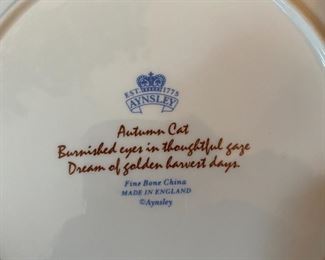 EST. 1775
AYNSLEY
Autumn Cat
Burnished eyes in thoughtful gaze
Dream of golden harvest days.
Fine Bone China
MADE IN ENGLAND
©Aynsley